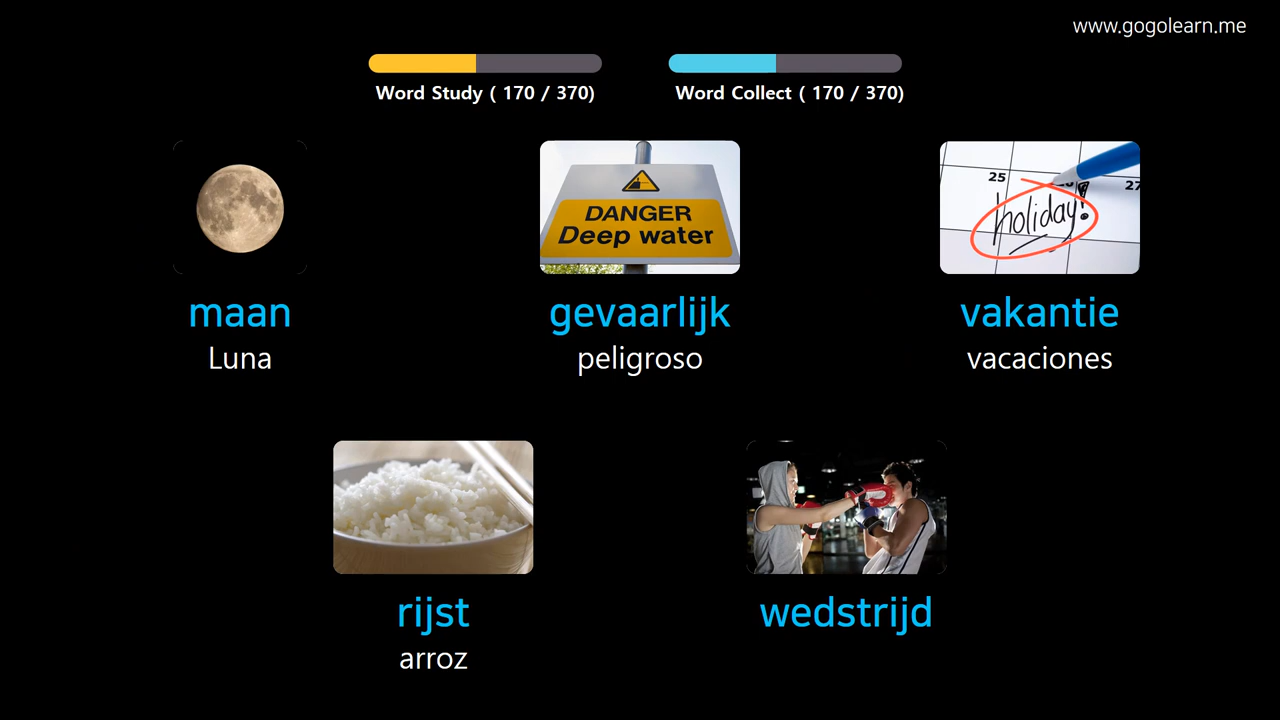 www.gogolearn.me
Word Study ( 170 / 370)
Word Collect ( 170 / 370)
DANGER
Deep water
25
27
holiday!
maan
gevaarlijk
vakantie
Luna
peligroso
vacaciones
rijst
wedstrijd
arroz